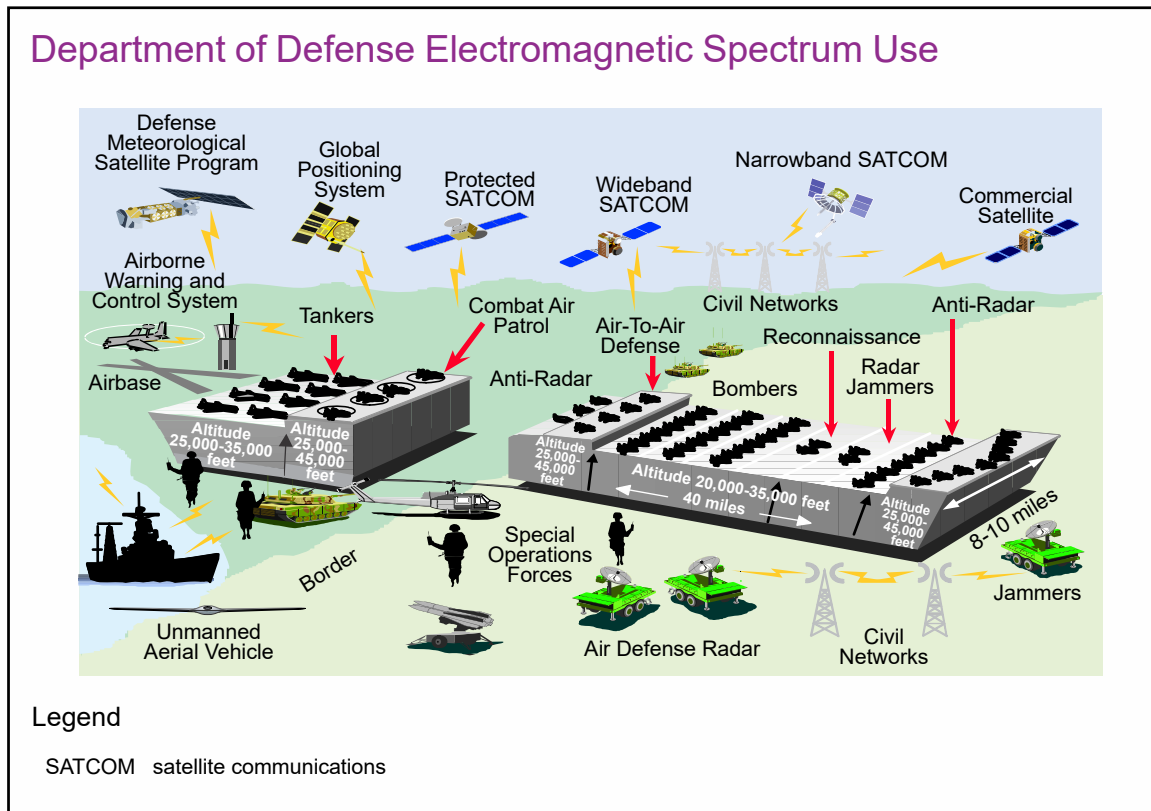 Department of Defense Electromagnetic Spectrum Use
Defense
Meteorological
Satellite Program
Global
Positioning
System
Protected
SATCOM
Wideband
SATCOM
Narrowband SATCOM
Commercial
Satellite
Airborne
Warning and
Control System
Tankers
Combat Air
Patrol
Civil Networks
Anti-Radar
Air-To-Air
Defense
Reconnaissance
Radar
Jammers
Airbase
Anti-Radar
Bombers
Altitude
25,000-35,000
feet
Altitude
25,000-
45,000
feet
Altitude
25,000-
45,000
feet
Altitude 20,000-35,000 feet
40 miles
Altitude
25,000-
45,000
feet
8-10 miles
Border
Special
Operations
Forces
Jammers
Unmanned
Aerial Vehicle
Air Defense Radar
Civil
Networks
Legend
SATCOM satellite communications